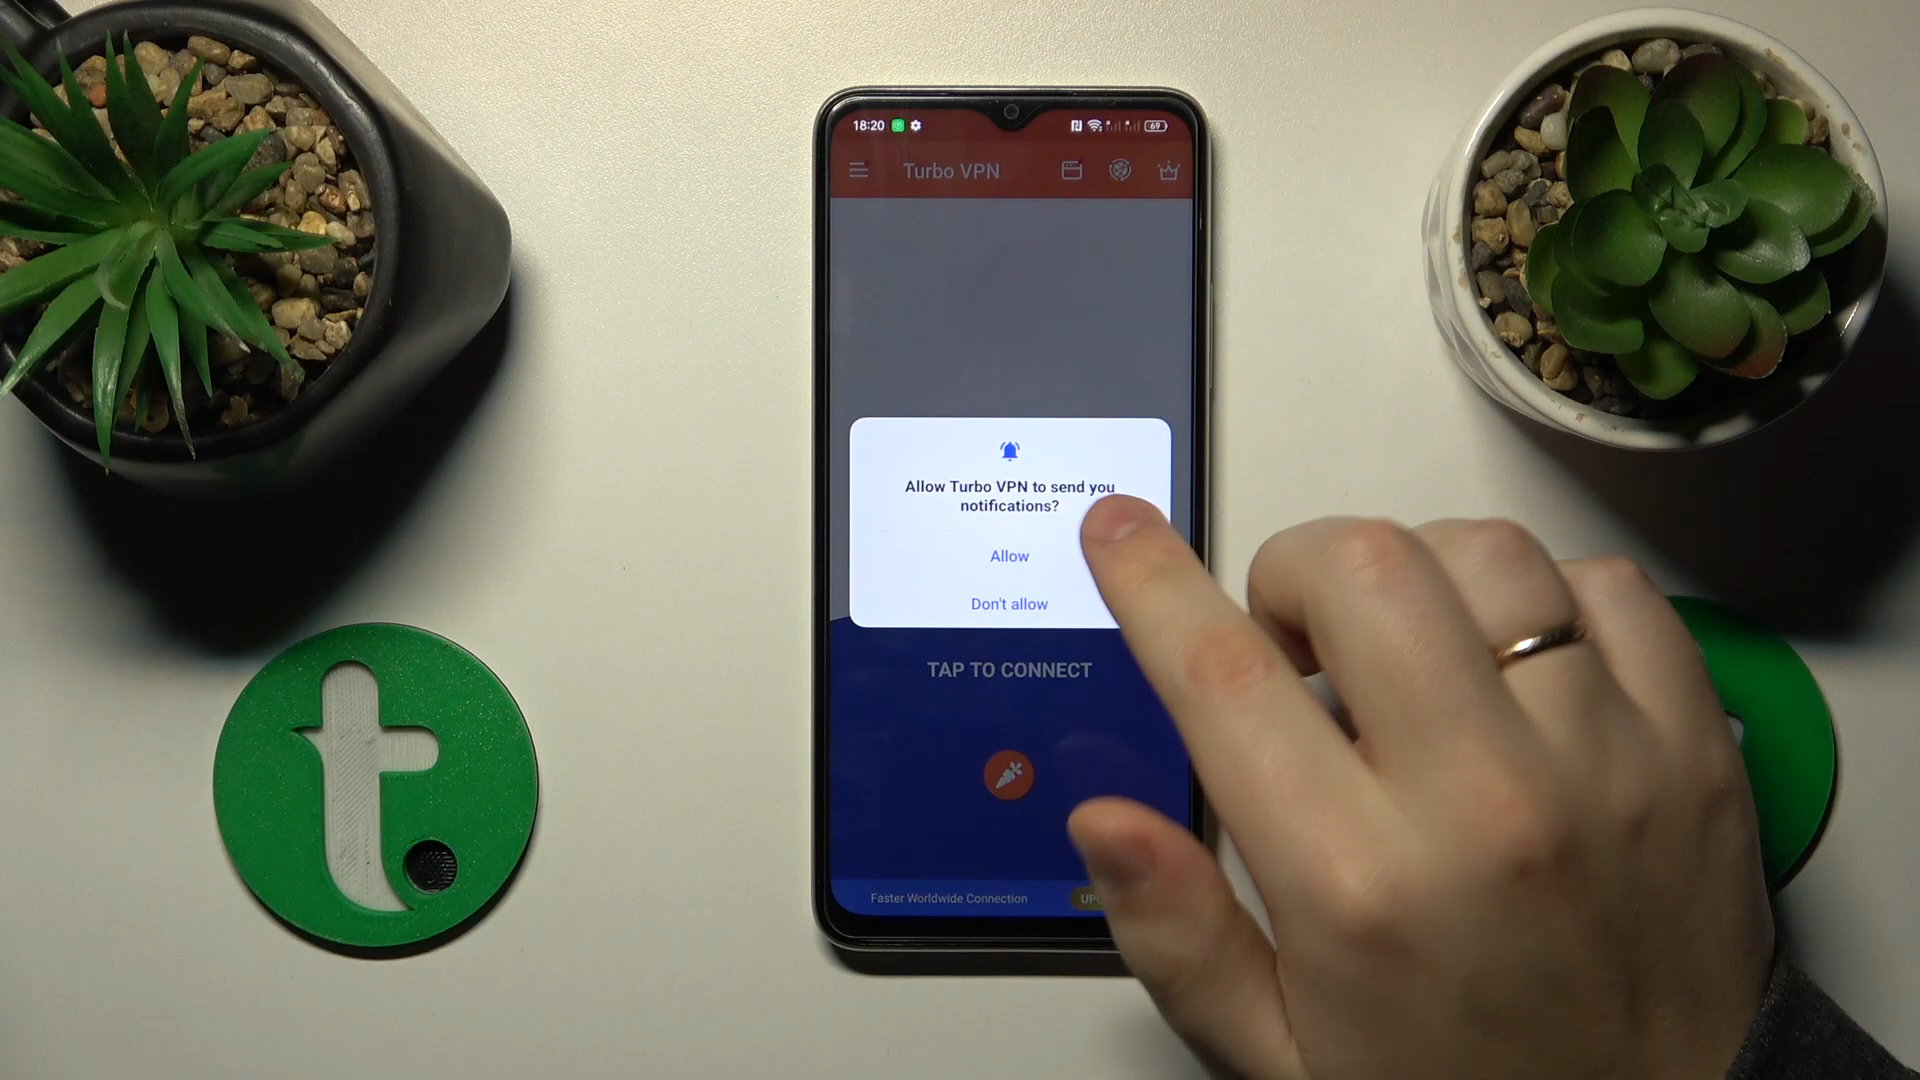 18:20
69
Turbo VPN
Allow Turbo VPN to send you
notifications?
Allow
Don't allow
TAP TO CONNECT
Faster Worldwide Connection
t.